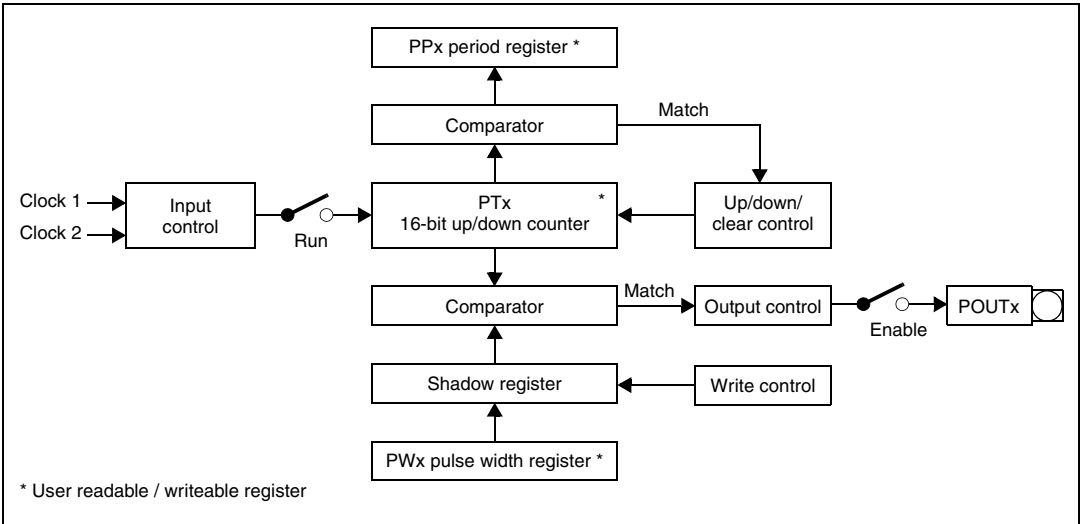 PPx period register *
Comparator
Match
Clock 1
Clock 2
Input
control
Run
PTx *
16-bit up/down counter
Up/down/
clear control
Comparator
Match
Output control
Enable
POUTx
Shadow register
Write control
PWx pulse width register *
* User readable / writeable register